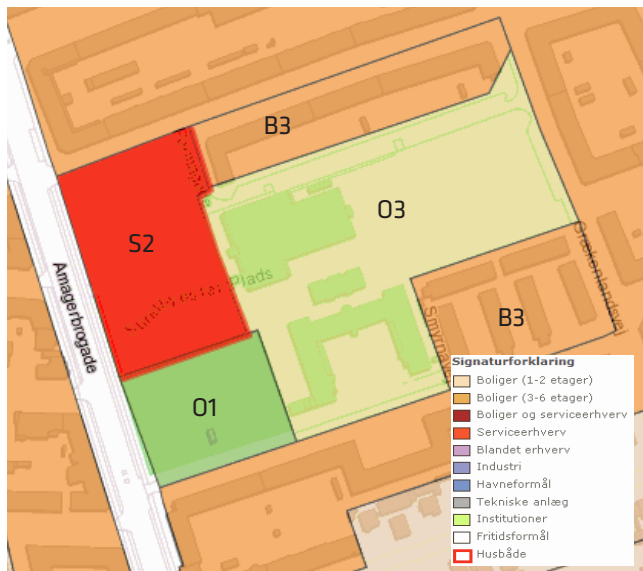 B3
O3
S2
Plads
Amagerbrogade
Grækenlandsvej
B3
O1
Signaturforklaring
Boliger (1-2 etager)
Boliger (3-6 etager)
Boliger og serviceerhverv
Serviceerhverv
Blandet erhverv
Industri
Havneformål
Tekniske anlæg
Institutioner
Fritidsformål
Husbåde